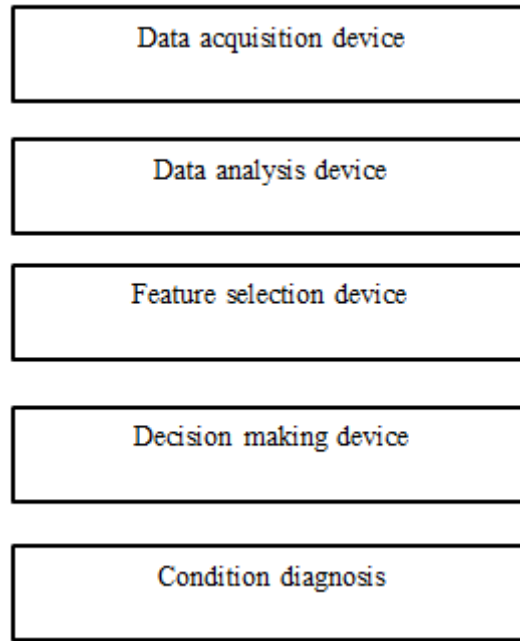 Data acquisition device
Data analysis device
Feature selection device
Decision making device
Condition diagnosis